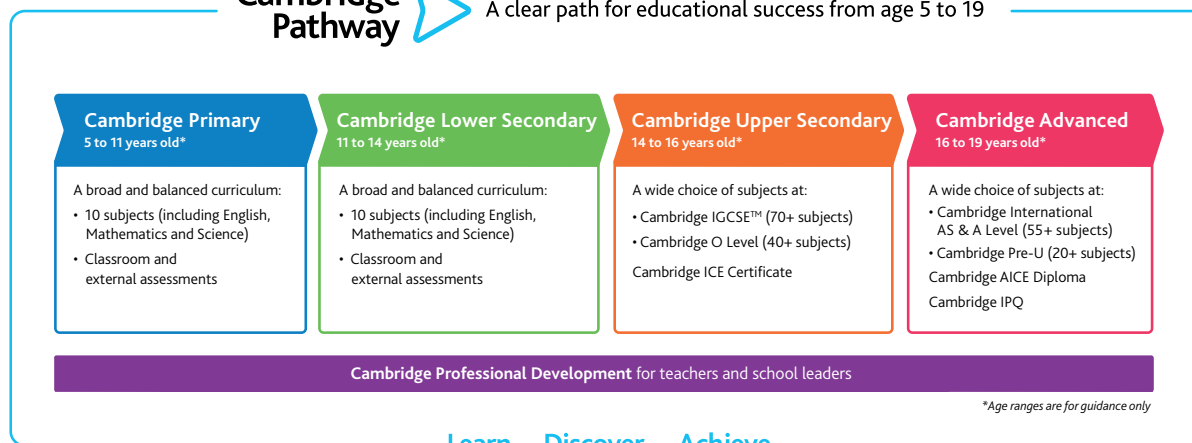 Cambridge
Pathway
A clear path for educational success from age 5 to 19
Cambridge Primary
5 to 11 years old*
A broad and balanced curriculum:
• 10 subjects (including English,
Mathematics and Science)
• Classroom and
external assessments
Cambridge Lower Secondary
11 to 14 years old*
A broad and balanced curriculum:
• 10 subjects (including English,
Mathematics and Science)
• Classroom and
external assessments
Cambridge Upper Secondary
14 to 16 years old*
A wide choice of subjects at:
• Cambridge IGCSE™ (70+ subjects)
• Cambridge O Level (40+ subjects)
Cambridge ICE Certificate
Cambridge Advanced
16 to 19 years old*
A wide choice of subjects at:
• Cambridge International
AS & A Level (55+ subjects)
• Cambridge Pre-U (20+ subjects)
Cambridge AICE Diploma
Cambridge IPQ
Cambridge Professional Development for teachers and school leaders
*Age ranges are for guidance only
Learn Discover Achieve